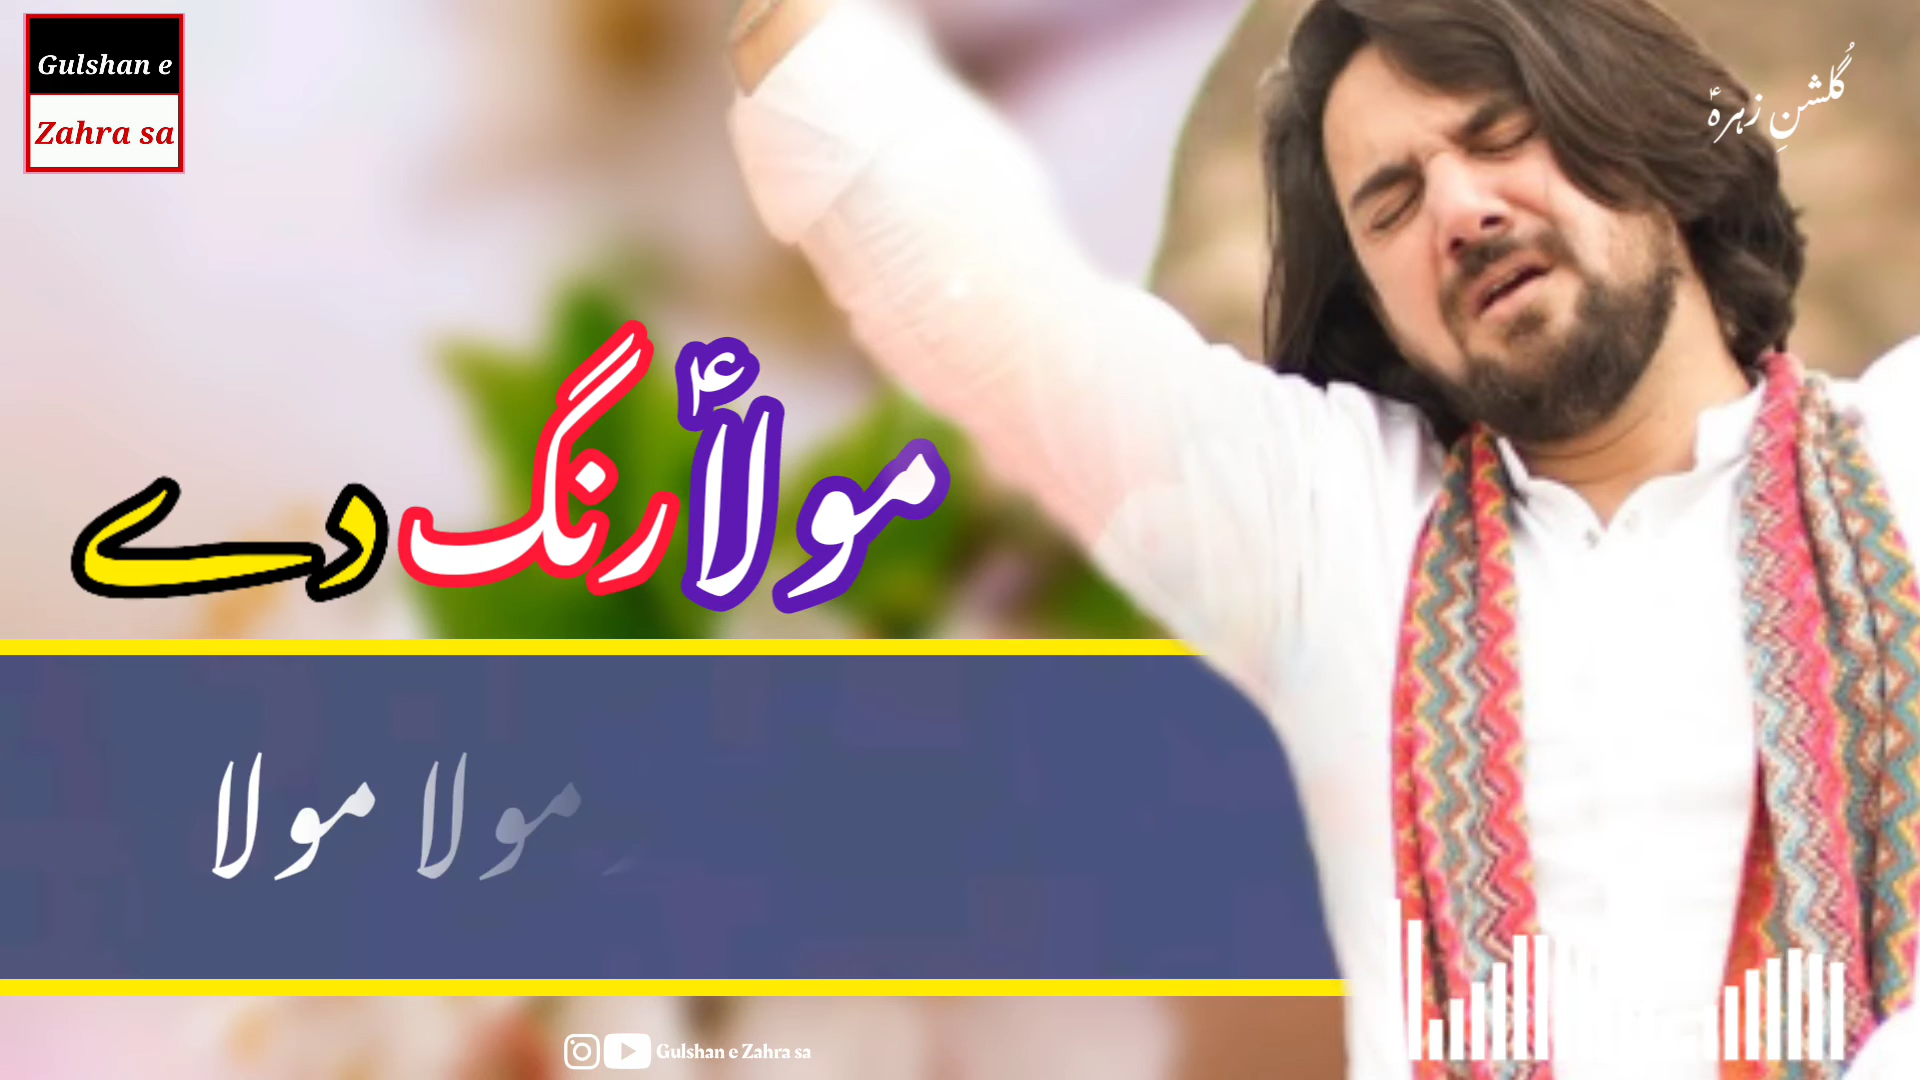 Gulshan e
Zahra sa
گلشنِ زہرہؑ
مولاؑ رنگ دے
مولا مولا
Gulshan e Zahra sa